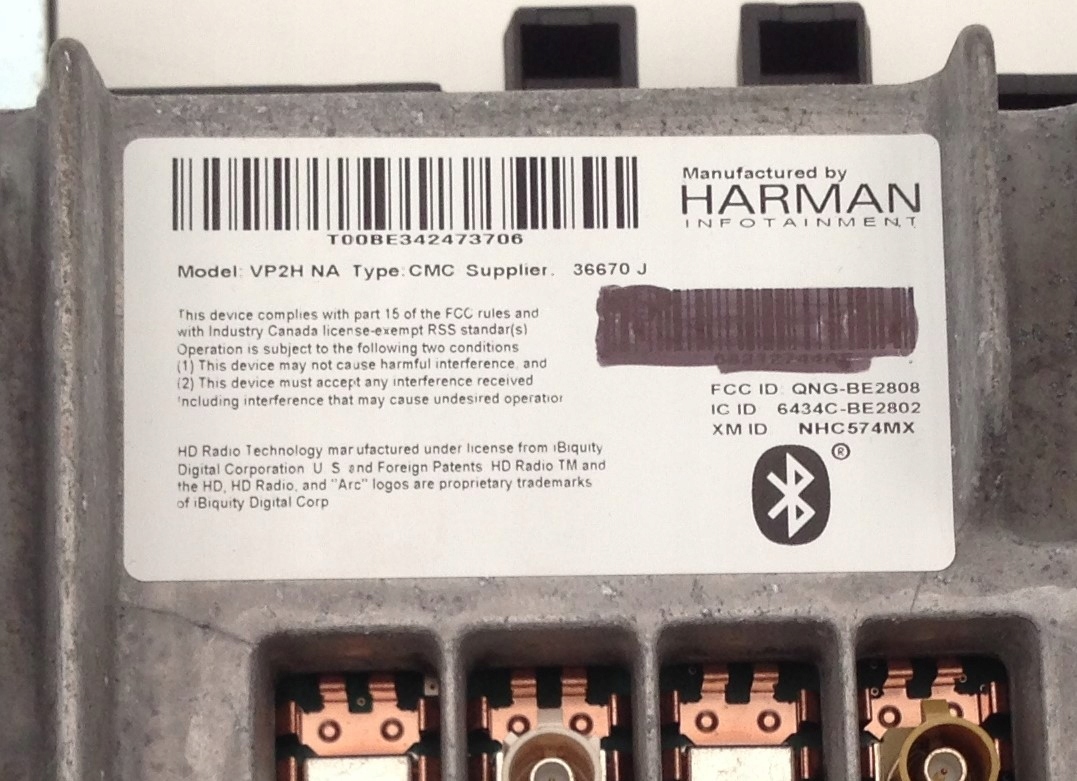 T00BE342473706
Manufactured by
HARMAN
INFOTAINMENT
Model: VP2H NA Type: CMC Supplier. 36670 J
This device complies with part 15 of the FCC rules and
with Industry Canada license-exempt RSS standar(s)
Operation is subject to the following two conditions
(1) This device may not cause harmful interference, and
(2) This device must accept any interference received
including interference that may cause undesired operation
FCC ID QNG-BE2808
IC ID 6434C-BE2802
XM ID NHC574MX
HD Radio Technology manufactured under license from iBiquity
Digital Corporation U S and Foreign Patents HD Radio TM and
the HD, HD Radio, and "Arc" logos are proprietary trademarks
of iBiquity Digital Corp
®